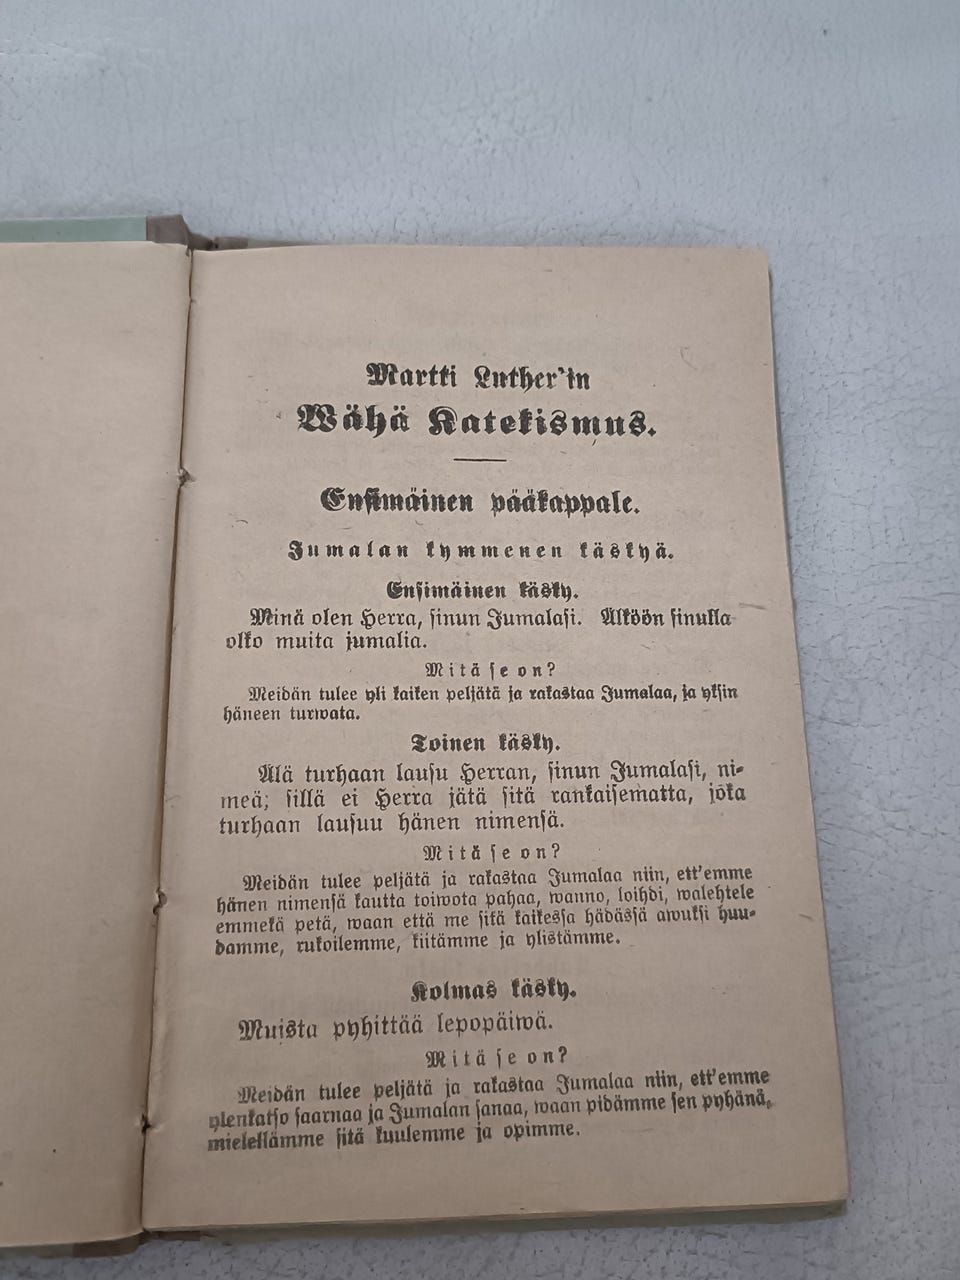 Martti Luther'in
Wähä Katekismus.
Ensimäinen pääkappale.
Jumalan kymmenen käskyä.
Ensimäinen käsky.
Minä olen Herra, sinun Jumalasi. Älköön sinulla
olko muita jumalia.
Mitä se on?
Meidän tulee yli kaiken peljätä ja rakastaa Jumalaa, ja yksin
häneen turwata.
Toinen käsky.
Älä turhaan lausu Herran, sinun Jumalasi, ni-
meä; sillä ei Herra jätä sitä rankaisematta, joka
turhaan lausuu hänen nimensä.
Mitä se on?
Meidän tulee peljätä ja rakastaa Jumalaa niin, ett'emme
hänen nimensä kautta toiwota pahaa, wanno, loihdi, walehtele
emmekä petä, waan että me sitä kaikessa hädässä awuksi huu-
damme, rukoilemme, kiitämme ja ylistämme.
Kolmas käsky.
Muista pyhittää lepopäiwä.
Mitä se on?
Meidän tulee peljätä ja rakastaa Jumalaa niin, ett'emme
ylenkatso saarnaa ja Jumalan sanaa, waan pidämme sen pyhänä,
mielellämme sitä kuulemme ja opimme.